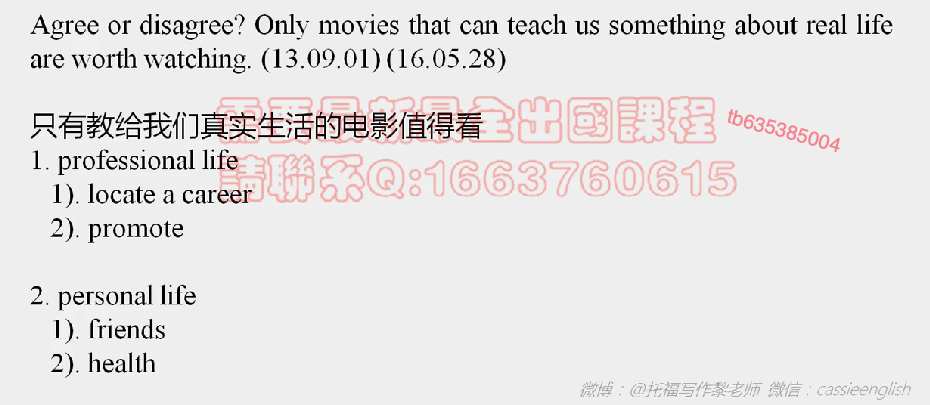 Agree or disagree? Only movies that can teach us something about real life
are worth watching. (13.09.01) (16.05.28)
需要最新最全出國課程
tb635385004
只有教给我们真实生活的电影值得看
1. professional life
請聯系Q:1663760615
1). locate a career
2). promote
2. personal life
1). friends
2). health
微博：@托福写作黎老师 微信：cassieenglish